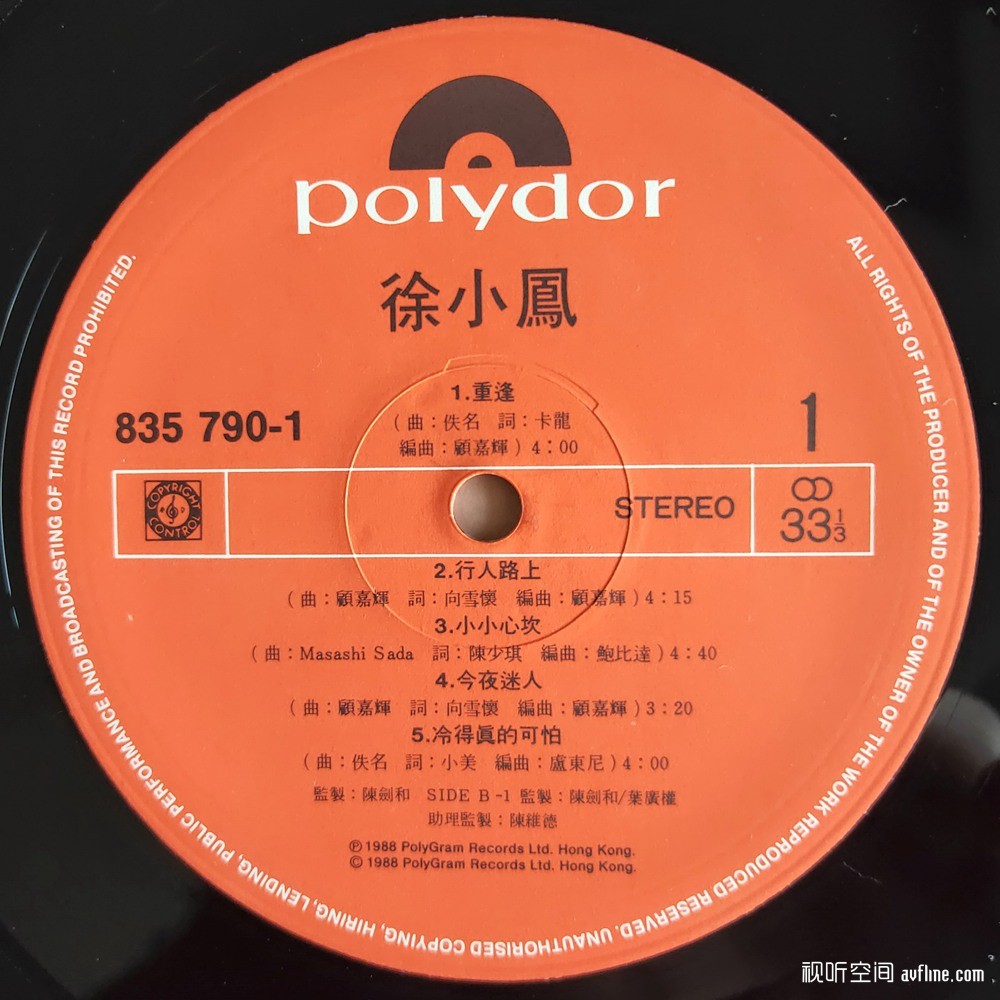 polydor
徐小鳳
1.重逢
(曲：佚名　詞：卡龍
編曲：顧嘉輝) 4：00
835 790-1
1
COPYRIGHT CONTROL
STEREO
33 1/3
2.行人路上
(曲：顧嘉輝　詞：向雪懷　編曲：顧嘉輝) 4：15
3.小小心坎
(曲：Masashi Sada　詞：陳少琪　編曲：鮑比達) 4：40
4.今夜迷人
(曲：顧嘉輝　詞：向雪懷　編曲：顧嘉輝) 3：20
5.冷得眞的可怕
(曲：佚名　詞：小美　編曲：盧東尼) 4：00
監製：陳劍和　SIDE B-1 監製：陳劍和/葉廣權
助理監製：陳維德
Ⓟ 1988 PolyGram Records Ltd. Hong Kong.
© 1988 PolyGram Records Ltd. Hong Kong.
ALL RIGHTS OF THE PRODUCER AND OF THE OWNER OF THE WORK REPRODUCED RESERVED. UNAUTHORISED COPYING, HIRING, LENDING, PUBLIC PERFORMANCE AND BROADCASTING OF THIS RECORD PROHIBITED.
视听空间 avfline.com